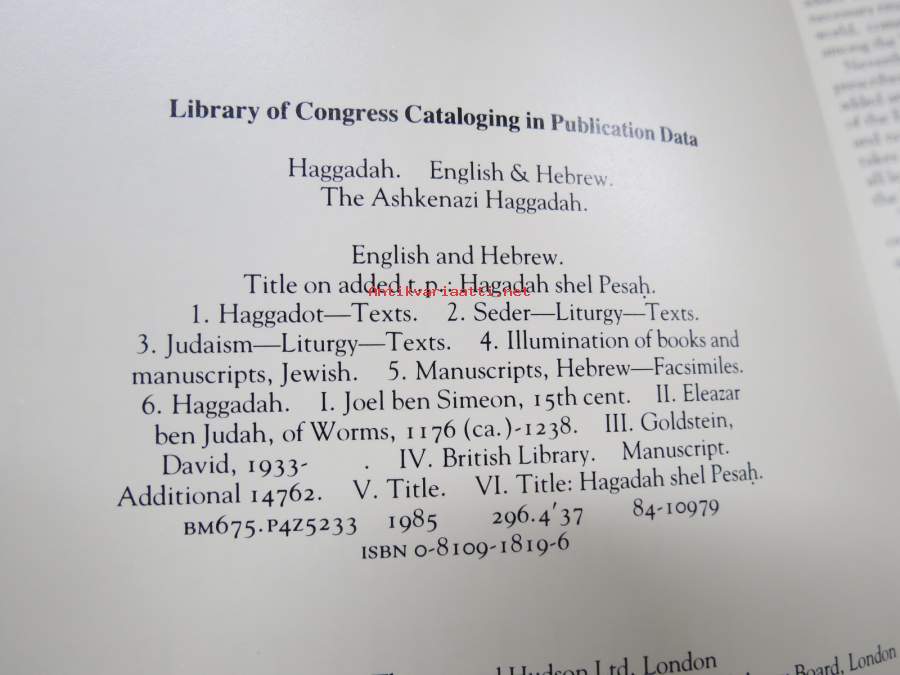 Library of Congress Cataloging in Publication Data
Haggadah. English & Hebrew.
The Ashkenazi Haggadah.
English and Hebrew.
Title on added t.p.: Hagadah shel Pesaḥ.
Antikvariaatti.net
1. Haggadot—Texts. 2. Seder—Liturgy—Texts.
3. Judaism—Liturgy—Texts. 4. Illumination of books and
manuscripts, Jewish. 5. Manuscripts, Hebrew—Facsimiles.
6. Haggadah. I. Joel ben Simeon, 15th cent. II. Eleazar
ben Judah, of Worms, 1176 (ca.)-1238. III. Goldstein,
David, 1933- . IV. British Library. Manuscript.
Additional 14762. V. Title. VI. Title: Hagadah shel Pesaḥ.
BM675.P4Z5233 1985 296.4'37 84-10979
ISBN 0-8109-1819-6
Hudson Ltd, London
Board, London